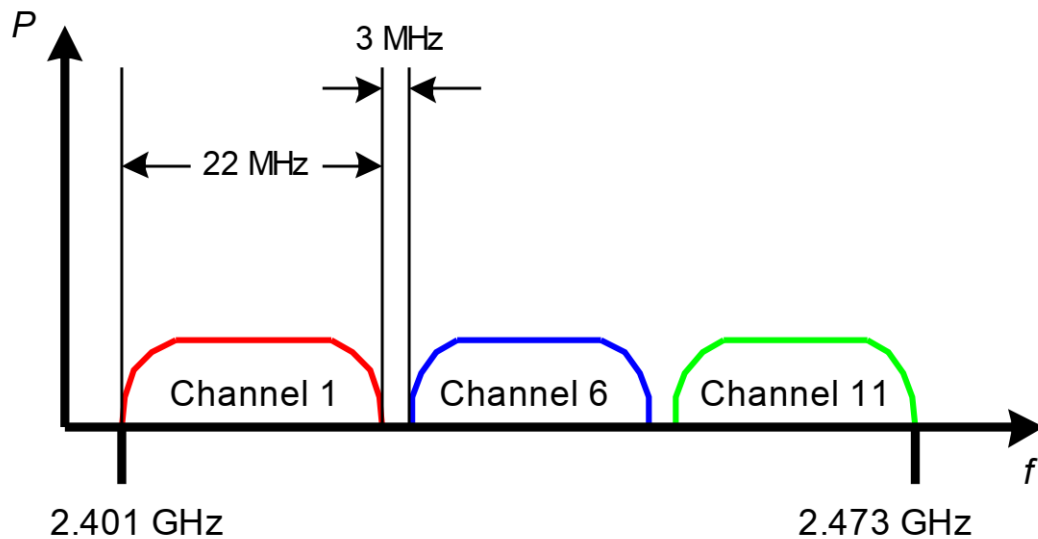 P
3 MHz
22 MHz
Channel 1
Channel 6
Channel 11
f
2.401 GHz
2.473 GHz